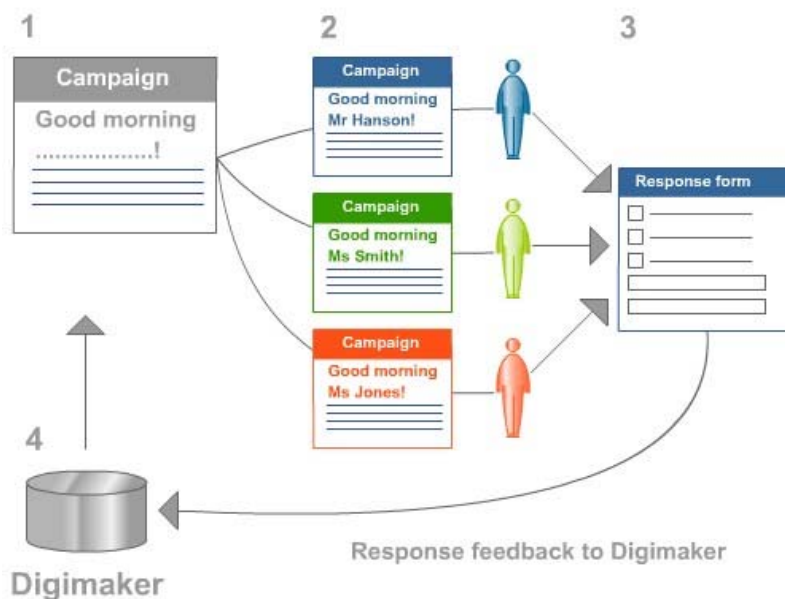 1
Campaign
Good morning
..................!
2
Campaign
Good morning
Mr Hanson!
Campaign
Good morning
Ms Smith!
Campaign
Good morning
Ms Jones!
3
Response form
4
Digimaker
Response feedback to Digimaker